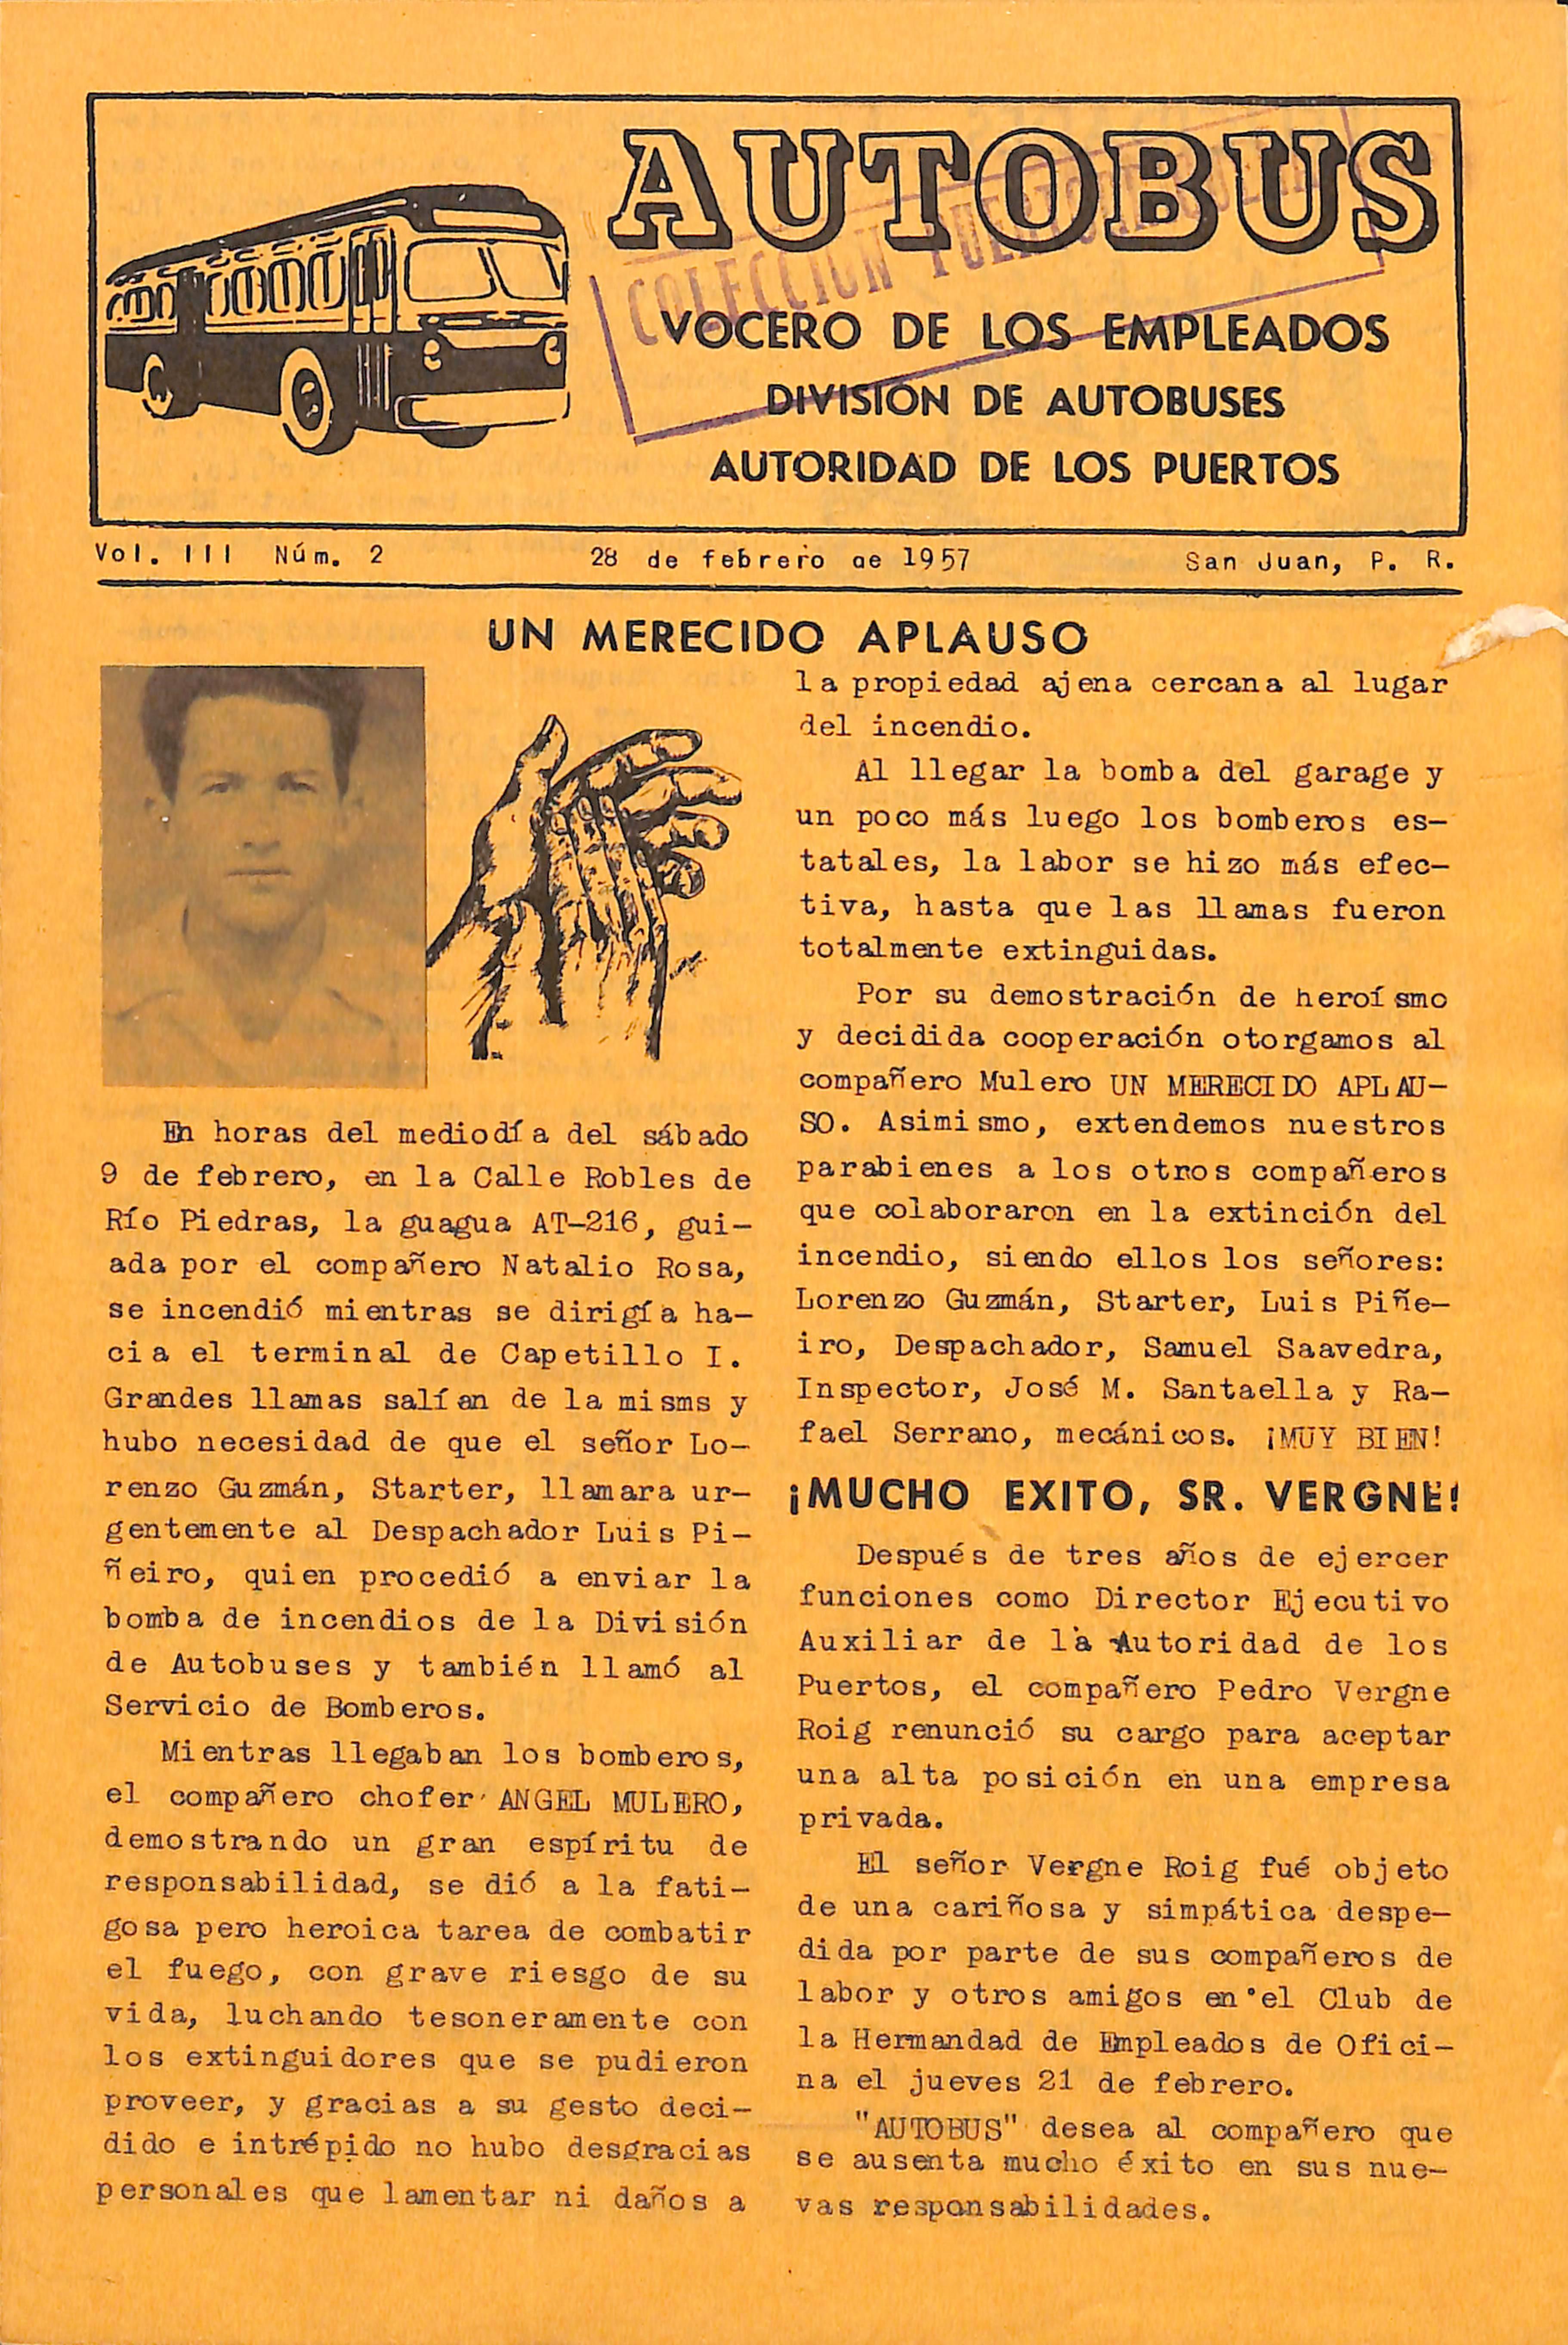 AUTOBUS
COLECCION PUERTORRIQUEÑA
VOCERO DE LOS EMPLEADOS
DIVISIÓN DE AUTOBUSES
AUTORIDAD DE LOS PUERTOS
Vol. III Núm. 2 28 de febrero de 1957 San Juan, P. R.
UN MERECIDO APLAUSO
En horas del mediodía del sábado
9 de febrero, en la Calle Robles de
Río Piedras, la guagua AT-216, gui-
ada por el compañero Natalio Rosa,
se incendió mientras se dirigía ha-
cia el terminal de Capetillo I.
Grandes llamas salían de la misms y
hubo necesidad de que el señor Lo-
renzo Guzmán, Starter, llamara ur-
gentemente al Despachador Luis Pi-
ñeiro, quien procedió a enviar la
bomba de incendios de la División
de Autobuses y también llamó al
Servicio de Bomberos.
Mientras llegaban los bomberos,
el compañero chofer ANGEL MULERO,
demostrando un gran espíritu de
responsabilidad, se dió a la fati-
gosa pero heroica tarea de combatir
el fuego, con grave riesgo de su
vida, luchando tesoneramente con
los extinguidores que se pudieron
proveer, y gracias a su gesto deci-
dido e intrépido no hubo desgracias
personales que lamentar ni daños a
la propiedad ajena cercana al lugar
del incendio.
Al llegar la bomba del garage y
un poco más luego los bomberos es-
tatales, la labor se hizo más efec-
tiva, hasta que las llamas fueron
totalmente extinguidas.
Por su demostración de heroísmo
y decidida cooperación otorgamos al
compañero Mulero UN MERECIDO APLAU-
SO. Asimismo, extendemos nuestros
parabienes a los otros compañeros
que colaboraron en la extinción del
incendio, siendo ellos los señores:
Lorenzo Guzmán, Starter, Luis Piñe-
iro, Despachador, Samuel Saavedra,
Inspector, José M. Santaella y Ra-
fael Serrano, mecánicos. ¡MUY BIEN!
¡MUCHO EXITO, SR. VERGNE!
Después de tres años de ejercer
funciones como Director Ejecutivo
Auxiliar de la Autoridad de los
Puertos, el compañero Pedro Vergne
Roig renunció su cargo para aceptar
una alta posición en una empresa
privada.
El señor Vergne Roig fué objeto
de una cariñosa y simpática despe-
dida por parte de sus compañeros de
labor y otros amigos en el Club de
la Hermandad de Empleados de Ofici-
na el jueves 21 de febrero.
"AUTOBUS" desea al compañero que
se ausenta mucho éxito en sus nue-
vas responsabilidades.